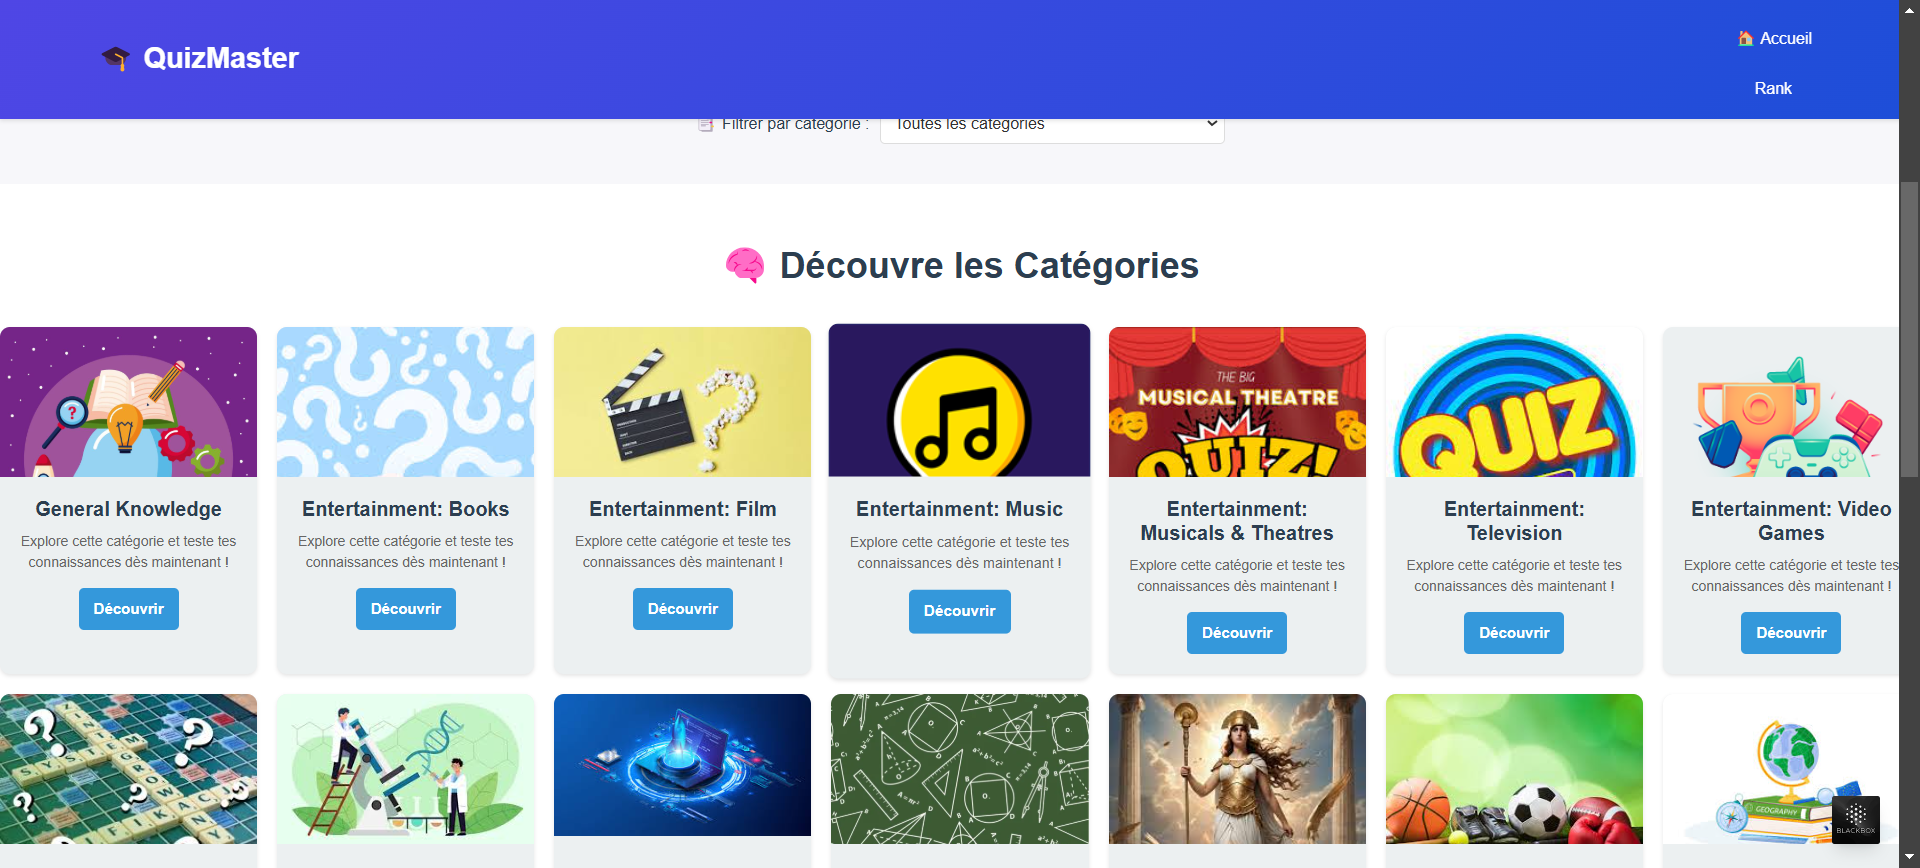 QuizMaster
Accueil
Rank
Filtrer par catégorie :
Toutes les catégories
Découvre les Catégories
THE BIG
MUSICAL THEATRE
QUIZ!
QUIZ
General Knowledge
Explore cette catégorie et teste tes
connaissances dès maintenant !
Découvrir
Entertainment: Books
Explore cette catégorie et teste tes
connaissances dès maintenant !
Découvrir
Entertainment: Film
Explore cette catégorie et teste tes
connaissances dès maintenant !
Découvrir
Entertainment: Music
Explore cette catégorie et teste tes
connaissances dès maintenant !
Découvrir
Entertainment:
Musicals & Theatres
Explore cette catégorie et teste tes
connaissances dès maintenant !
Découvrir
Entertainment:
Television
Explore cette catégorie et teste tes
connaissances dès maintenant !
Découvrir
Entertainment: Video
Games
Explore cette catégorie et teste tes
connaissances dès maintenant !
Découvrir
SYSTEM
GEOGRAPHY
BLACKBOX